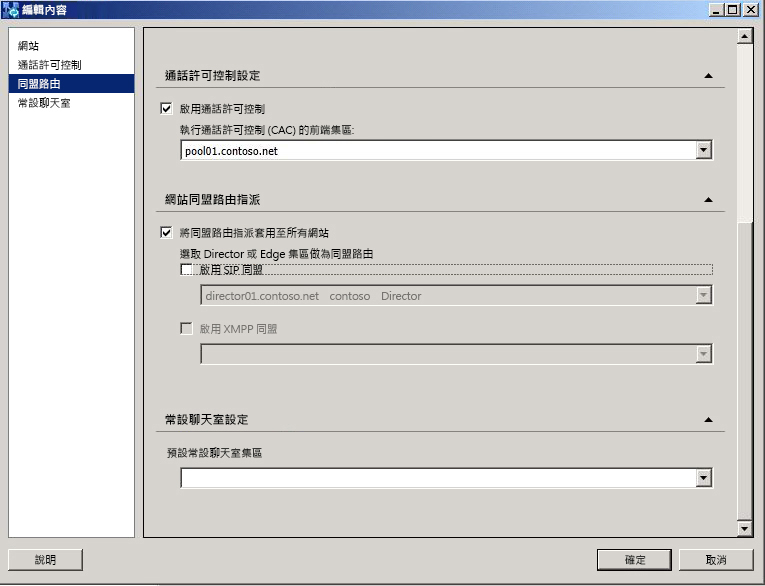 編輯內容
網站
通話許可控制
同盟路由
常設聊天室
通話許可控制設定
啟用通話許可控制
執行通話許可控制 (CAC) 的前端集區:
pool01.contoso.net
網站同盟路由指派
將同盟路由指派套用至所有網站
選取 Director 或 Edge 集區做為同盟路由
啟用 SIP 同盟
director01.contoso.net contoso Director
啟用 XMPP 同盟
常設聊天室設定
預設常設聊天室集區
說明
確定
取消